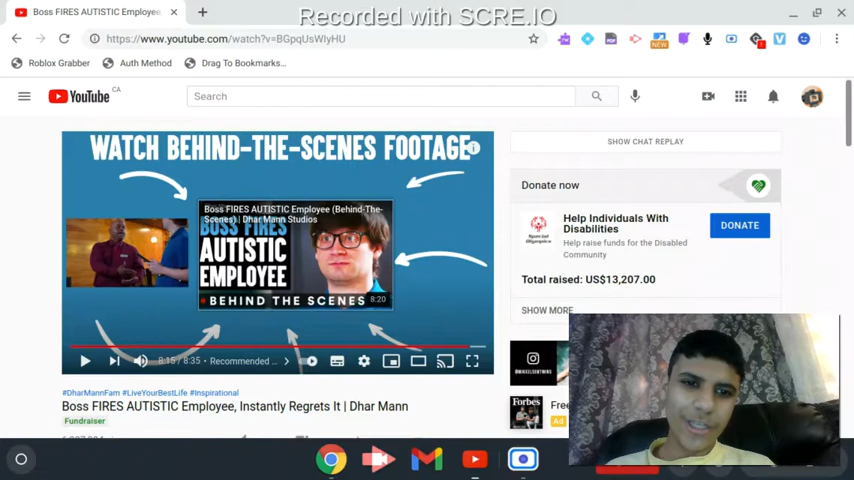 Boss FIRES AUTISTIC Employee,
Recorded with SCRE.IO
https://www.youtube.com/watch?v=BGpqUsWIyHU
NEW
Roblox Grabber
Auth Method
Drag To Bookmarks...
YouTube CA
Search
WATCH BEHIND-THE-SCENES FOOTAGE
Boss FIRES AUTISTIC Employee (Behind-The-
Scenes) | Dhar Mann Studios
BOSS FIRES
AUTISTIC
EMPLOYEE
BEHIND THE SCENES
8:20
8:15 / 8:35
Recommended ...
#DharMannFam #LiveYourBestLife #Inspirational
Boss FIRES AUTISTIC Employee, Instantly Regrets It | Dhar Mann
Fundraiser
SHOW CHAT REPLAY
Donate now
Help Individuals With
Disabilities
Help raise funds for the Disabled
Community
DONATE
Total raised: US$13,207.00
SHOW MORE
Forbes
Free
Ad